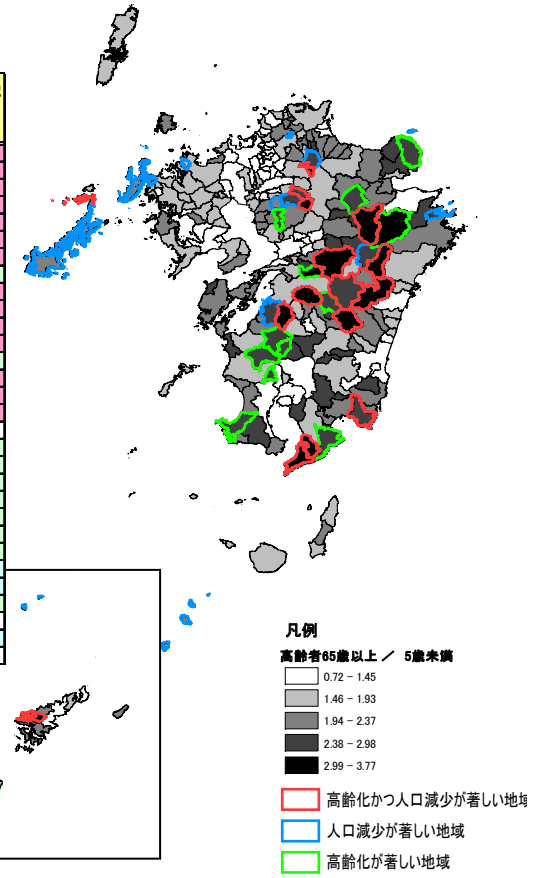 凡例
高齢者65歳以上 ／ 5歳未満
0.72 － 1.45
1.46 － 1.93
1.94 － 2.37
2.38 － 2.98
2.99 － 3.77
高齢化かつ人口減少が著しい地域
人口減少が著しい地域
高齢化が著しい地域